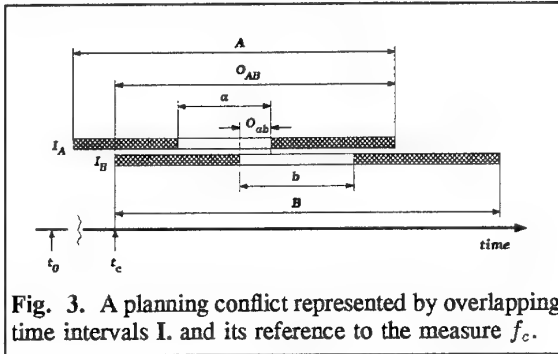 A
O_AB
a
O_ab
I_A
I_B
b
B
time
t_0
t_c
Fig. 3. A planning conflict represented by overlapping
time intervals I. and its reference to the measure f_c.